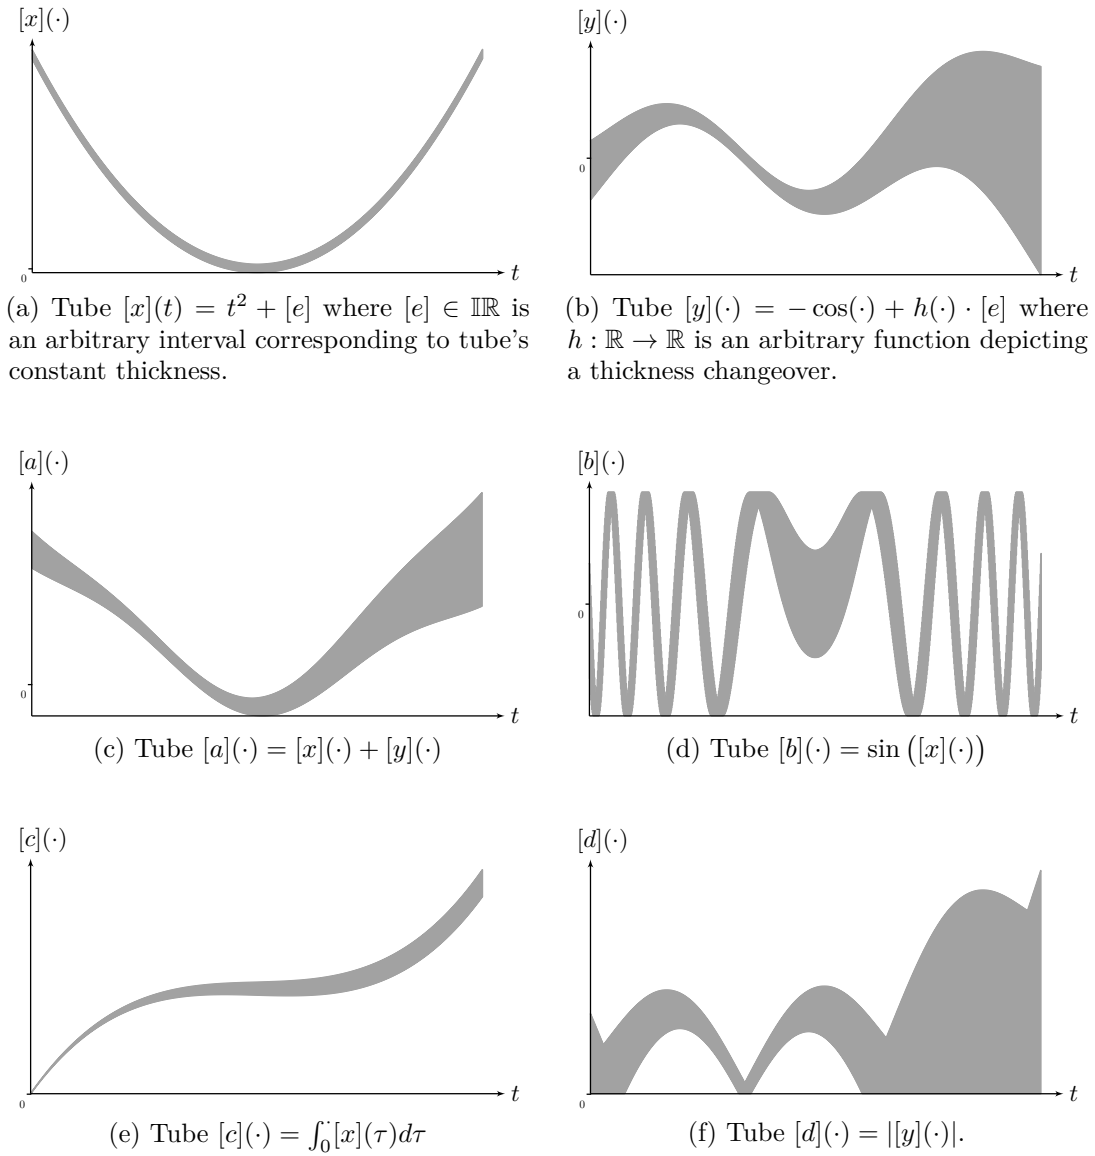 [x](·)
[y](·)
0
t
0
t
(a) Tube [x](t) = t² + [e] where [e] ∈ 𝕀ℝ is
an arbitrary interval corresponding to tube's
constant thickness.
(b) Tube [y](·) = − cos(·) + h(·) · [e] where
h : ℝ → ℝ is an arbitrary function depicting
a thickness changeover.
[a](·)
[b](·)
0
t
0
t
(c) Tube [a](·) = [x](·) + [y](·)
(d) Tube [b](·) = sin ([x](·))
[c](·)
[d](·)
0
t
0
t
(e) Tube [c](·) = ∫₀˙[x](τ)dτ
(f) Tube [d](·) = |[y](·)|.